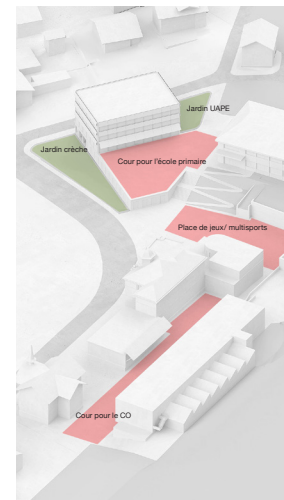 Jardin UAPE
Jardin crèche
Cour pour l'école primaire
Place de jeux/ multisports
Cour pour le CO